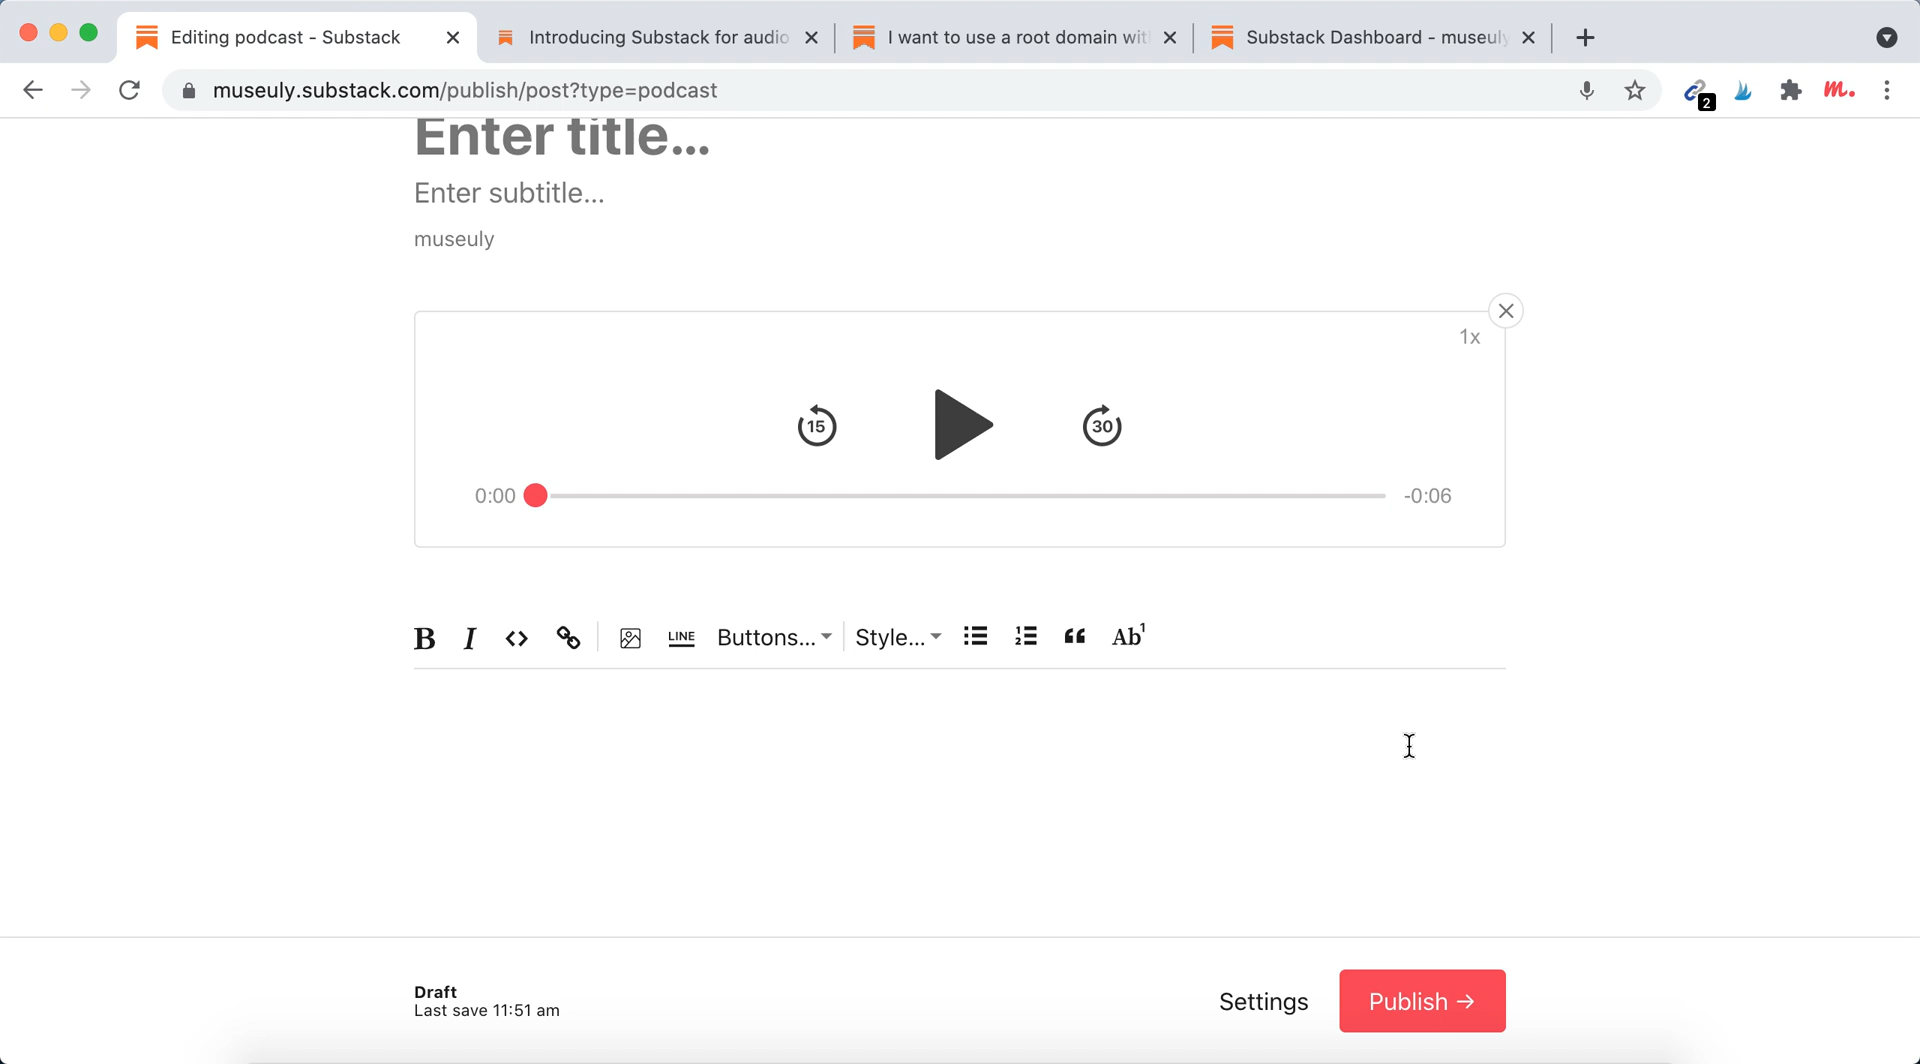 Editing podcast - Substack
Introducing Substack for audio
I want to use a root domain wit
Substack Dashboard - museuly
museuly.substack.com/publish/post?type=podcast
2
m.
Enter title...
Enter subtitle...
museuly
1x
15
30
0:00
-0:06
B I <> LINE Buttons... Style... Ab1
Draft
Last save 11:51 am
Settings
Publish →